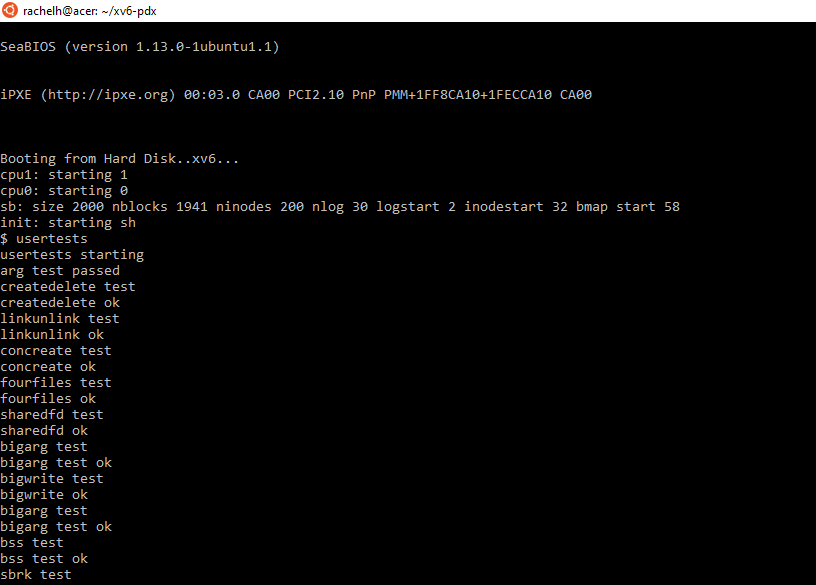 rachelh@acer: ~/xv6-pdx
SeaBIOS (version 1.13.0-1ubuntu1.1)
iPXE (http://ipxe.org) 00:03.0 CA00 PCI2.10 PnP PMM+1FF8CA10+1FECCA10 CA00
Booting from Hard Disk..xv6...
cpu1: starting 1
cpu0: starting 0
sb: size 2000 nblocks 1941 ninodes 200 nlog 30 logstart 2 inodestart 32 bmap start 58
init: starting sh
$ usertests
usertests starting
arg test passed
createdelete test
createdelete ok
linkunlink test
linkunlink ok
concreate test
concreate ok
fourfiles test
fourfiles ok
sharedfd test
sharedfd ok
bigarg test
bigarg test ok
bigwrite test
bigwrite ok
bigarg test
bigarg test ok
bss test
bss test ok
sbrk test